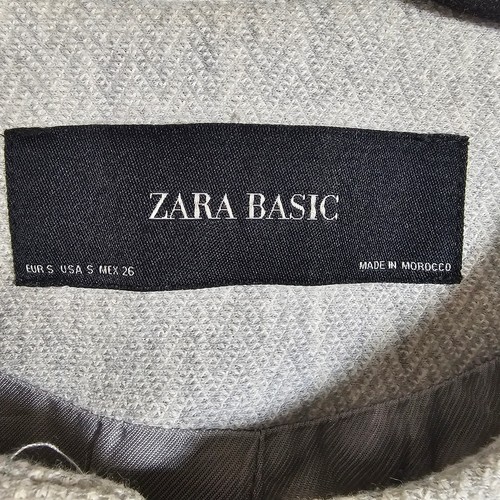 ZARA BASIC
EUR S USA S MEX 26
MADE IN MOROCCO